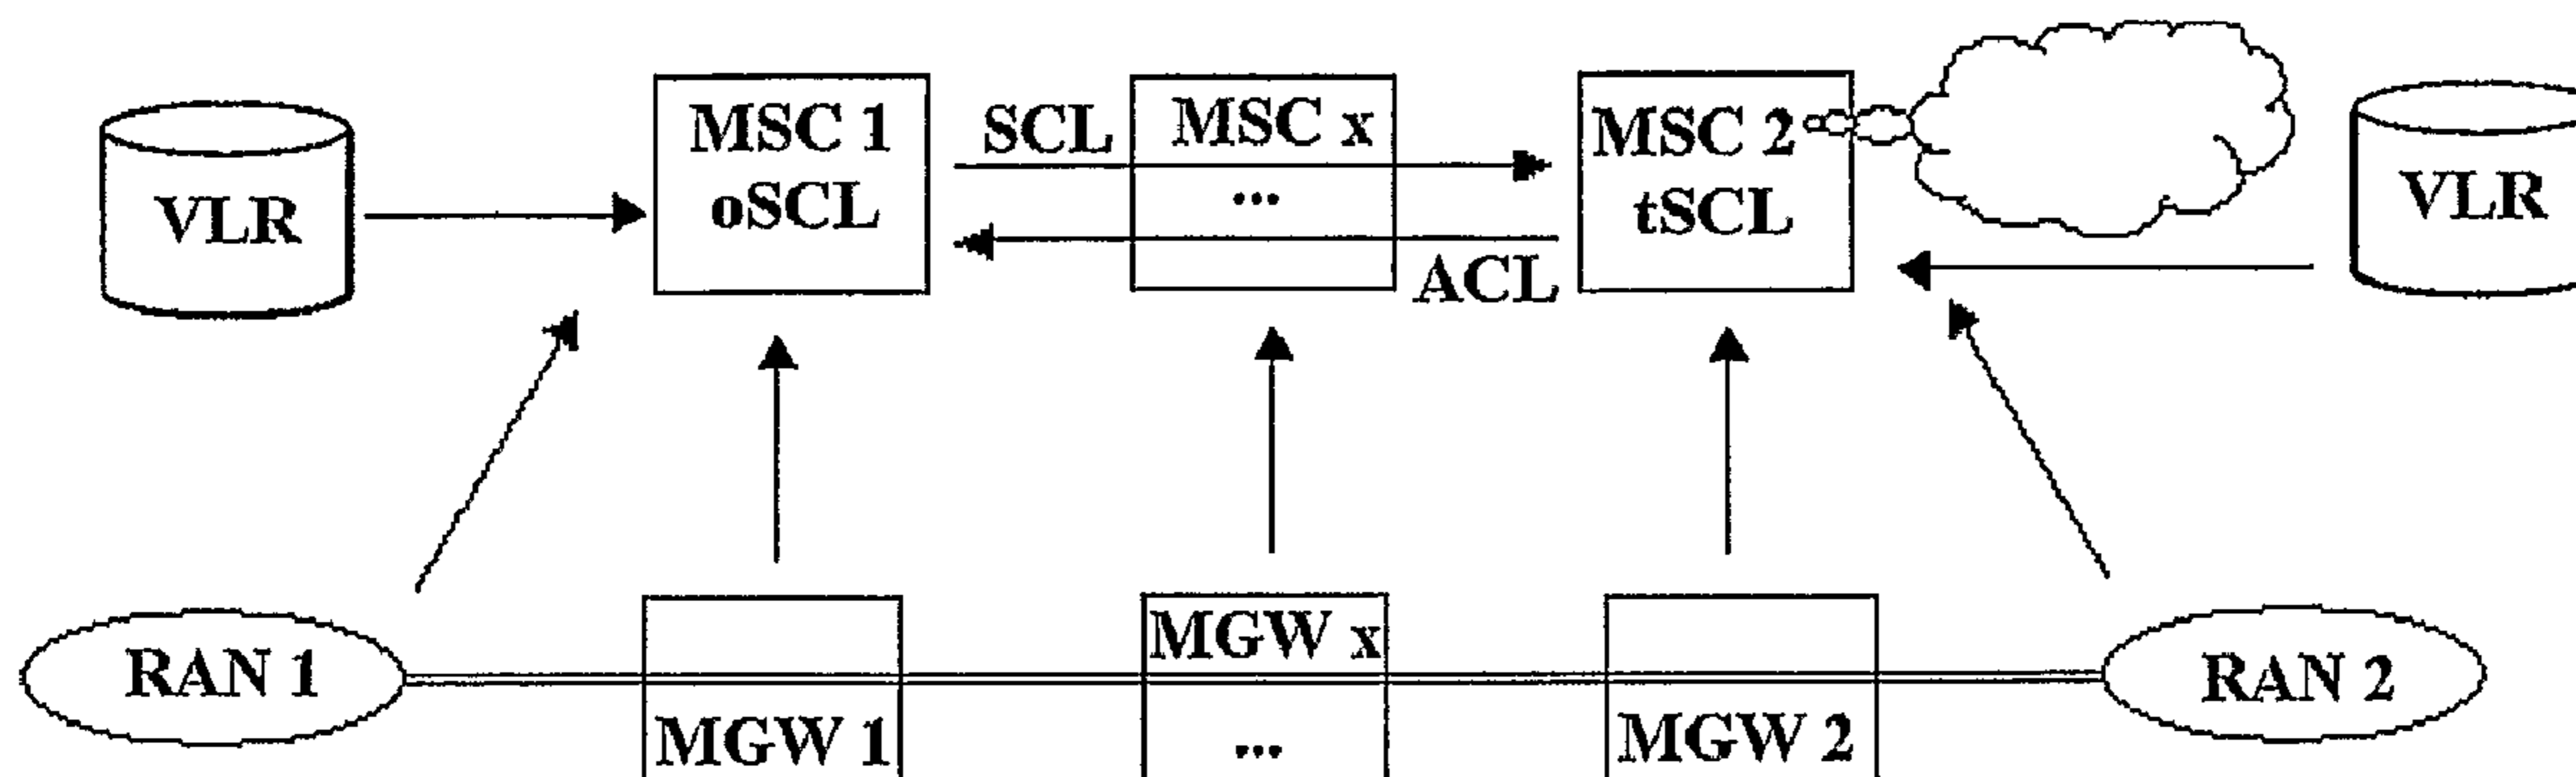 VLR
MSC 1
oSCL
SCL
MSC x
...
ACL
MSC 2
tSCL
VLR
RAN 1
MGW 1
MGW x
...
MGW 2
RAN 2